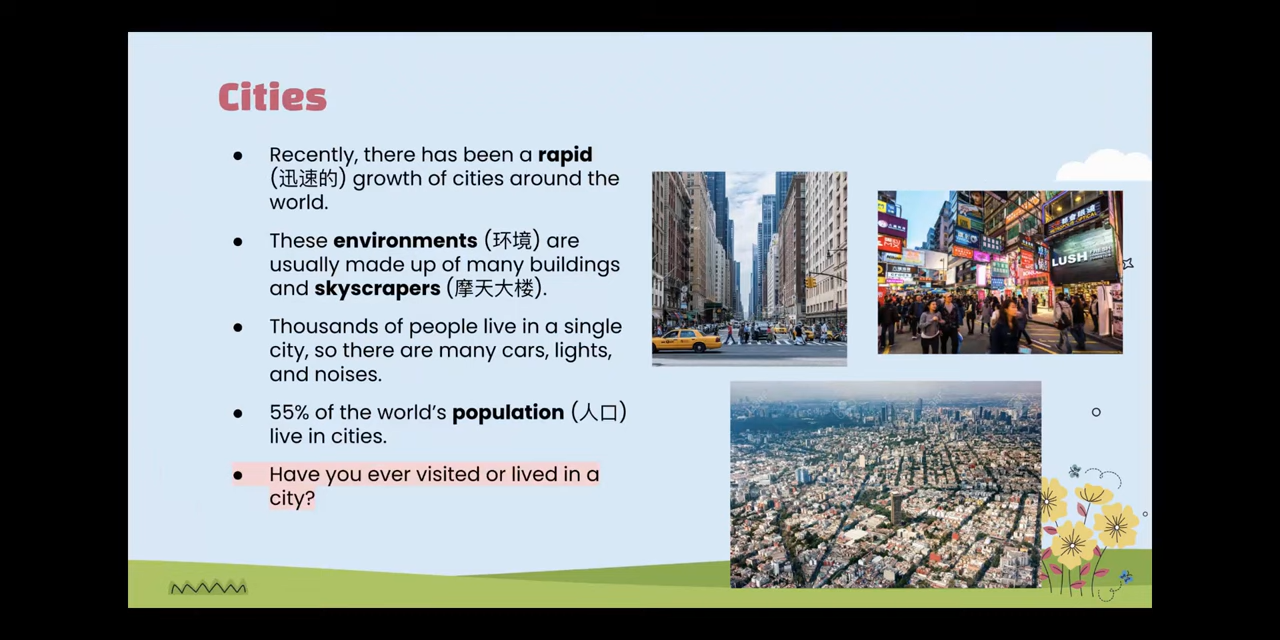 Cities
● Recently, there has been a rapid
(迅速的) growth of cities around the
world.
● These environments (环境) are
usually made up of many buildings
and skyscrapers (摩天大楼).
● Thousands of people live in a single
city, so there are many cars, lights,
and noises.
● 55% of the world's population (人口)
live in cities.
● Have you ever visited or lived in a
city?
LUSH